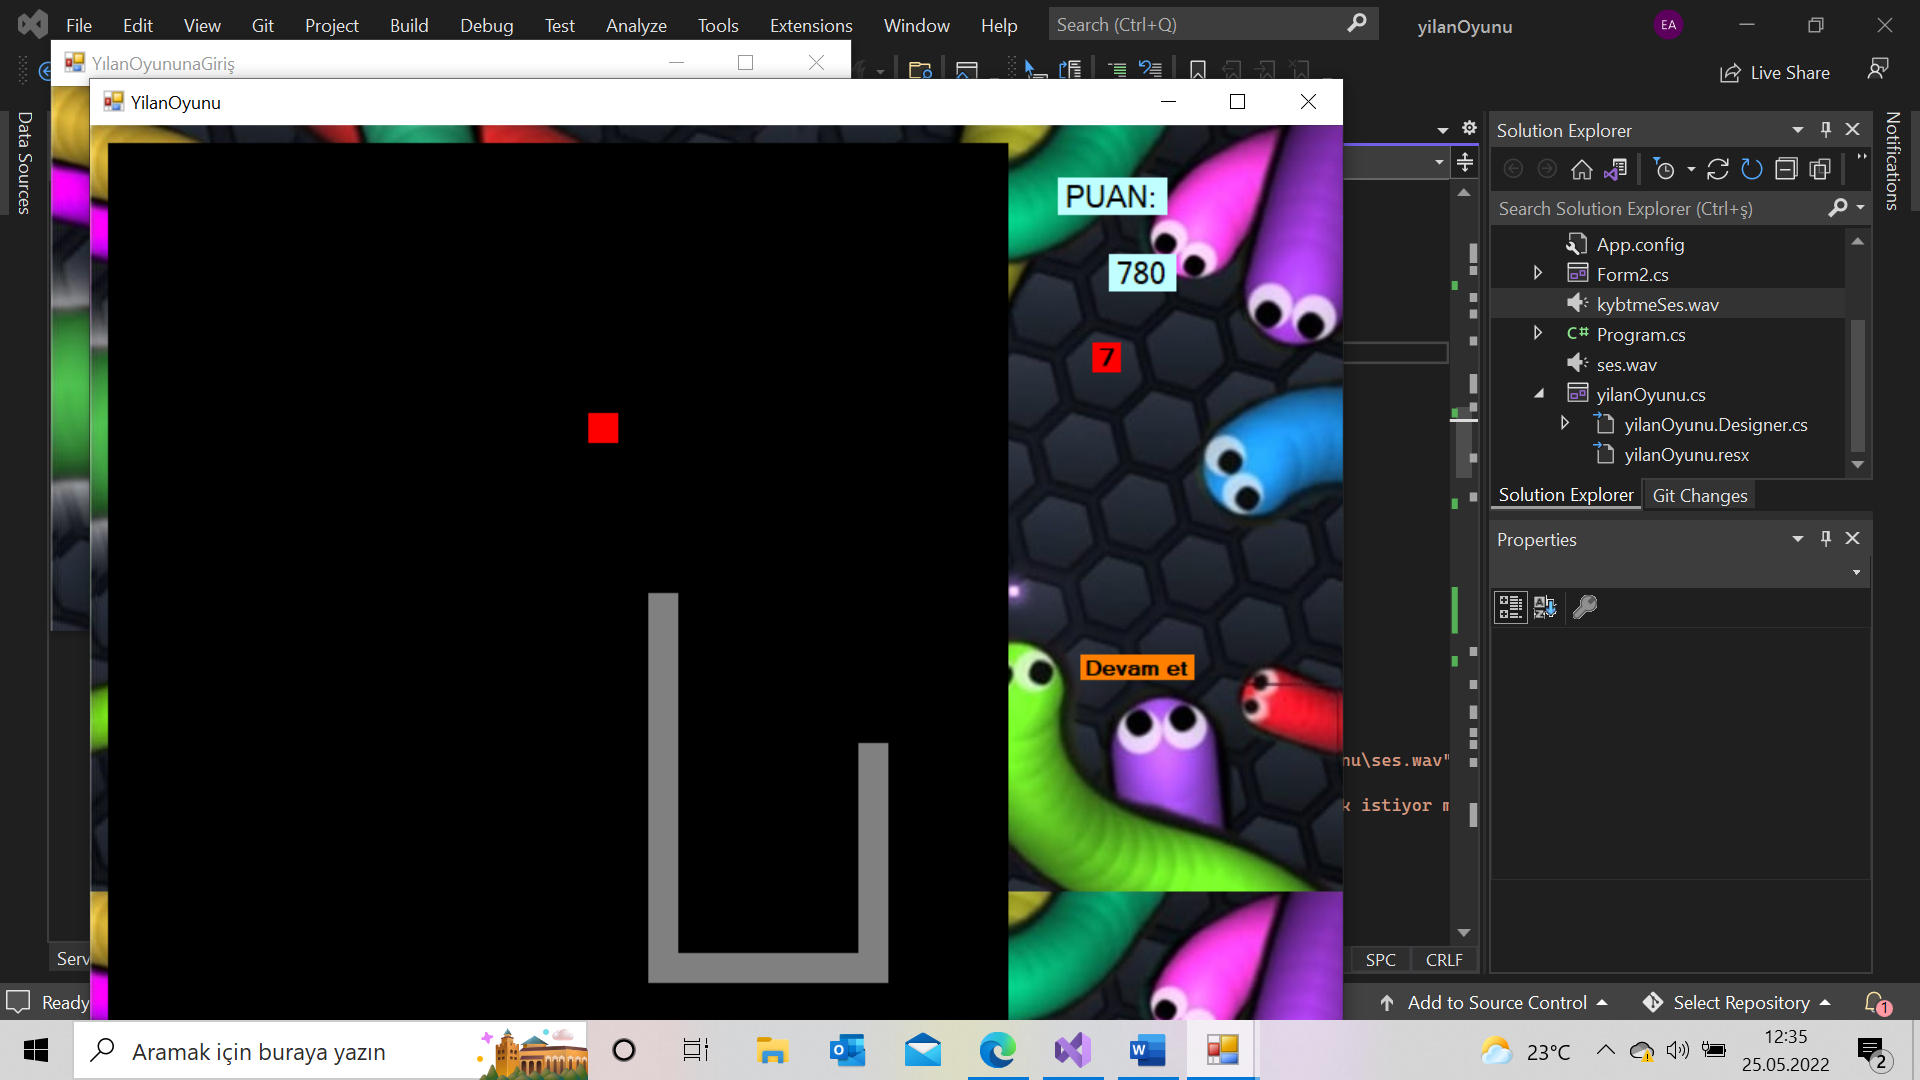 File Edit View Git Project Build Debug Test Analyze Tools Extensions Window Help Search (Ctrl+Q) yilanOyunu EA
YılanOyununaGiriş
Live Share
YilanOyunu
Data Sources
PUAN:
780
7
Devam et
Solution Explorer
Search Solution Explorer (Ctrl+ş)
App.config
Form2.cs
kybtmeSes.wav
C# Program.cs
ses.wav
yilanOyunu.cs
yilanOyunu.Designer.cs
yilanOyunu.resx
Solution Explorer Git Changes
Properties
Notifications
nu\ses.wav"
k istiyor m
Serv
SPC CRLF
Ready
Add to Source Control Select Repository 1
Aramak için buraya yazın
23°C
12:35
25.05.2022
2